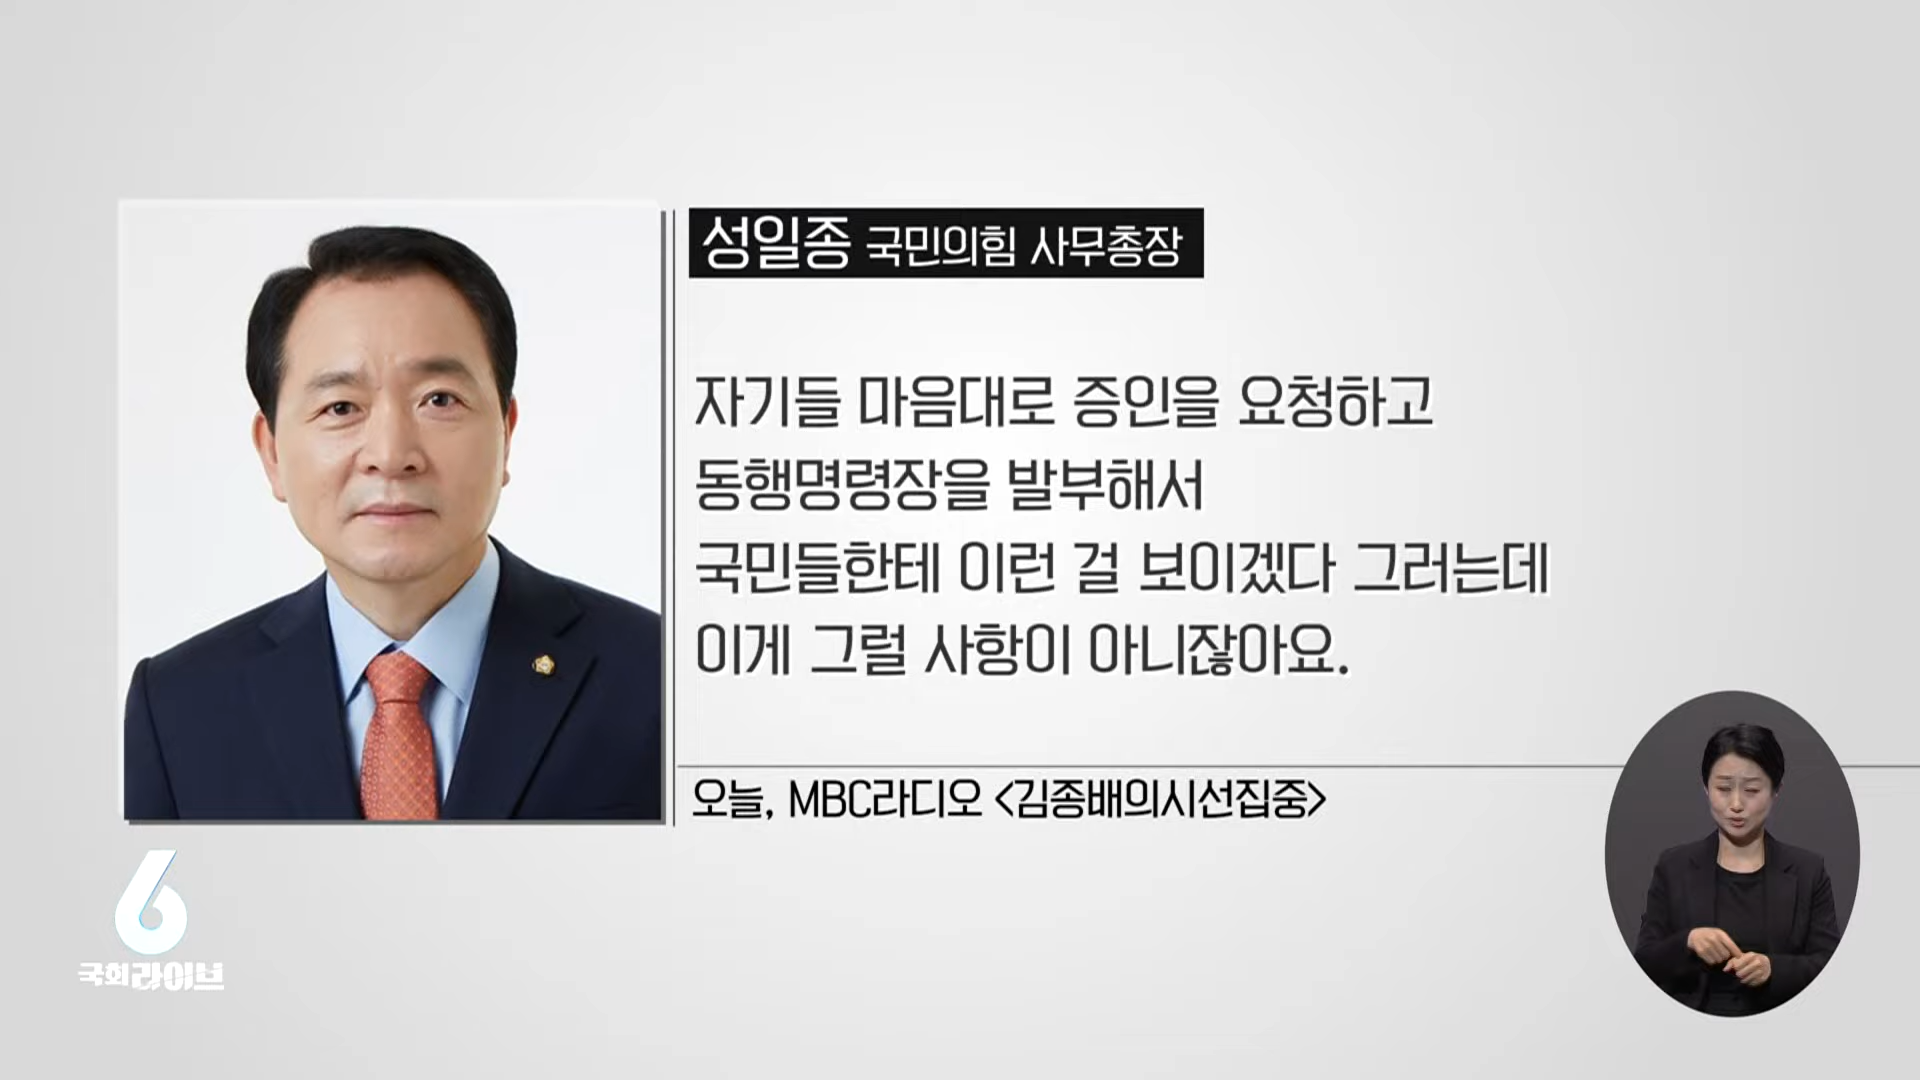 성일종 국민의힘 사무총장
자기들 마음대로 증인을 요청하고
동행명령장을 발부해서
국민들한테 이런 걸 보이겠다 그러는데
이게 그럴 사항이 아니잖아요.
오늘, MBC라디오 <김종배의시선집중>
6
국회라이브